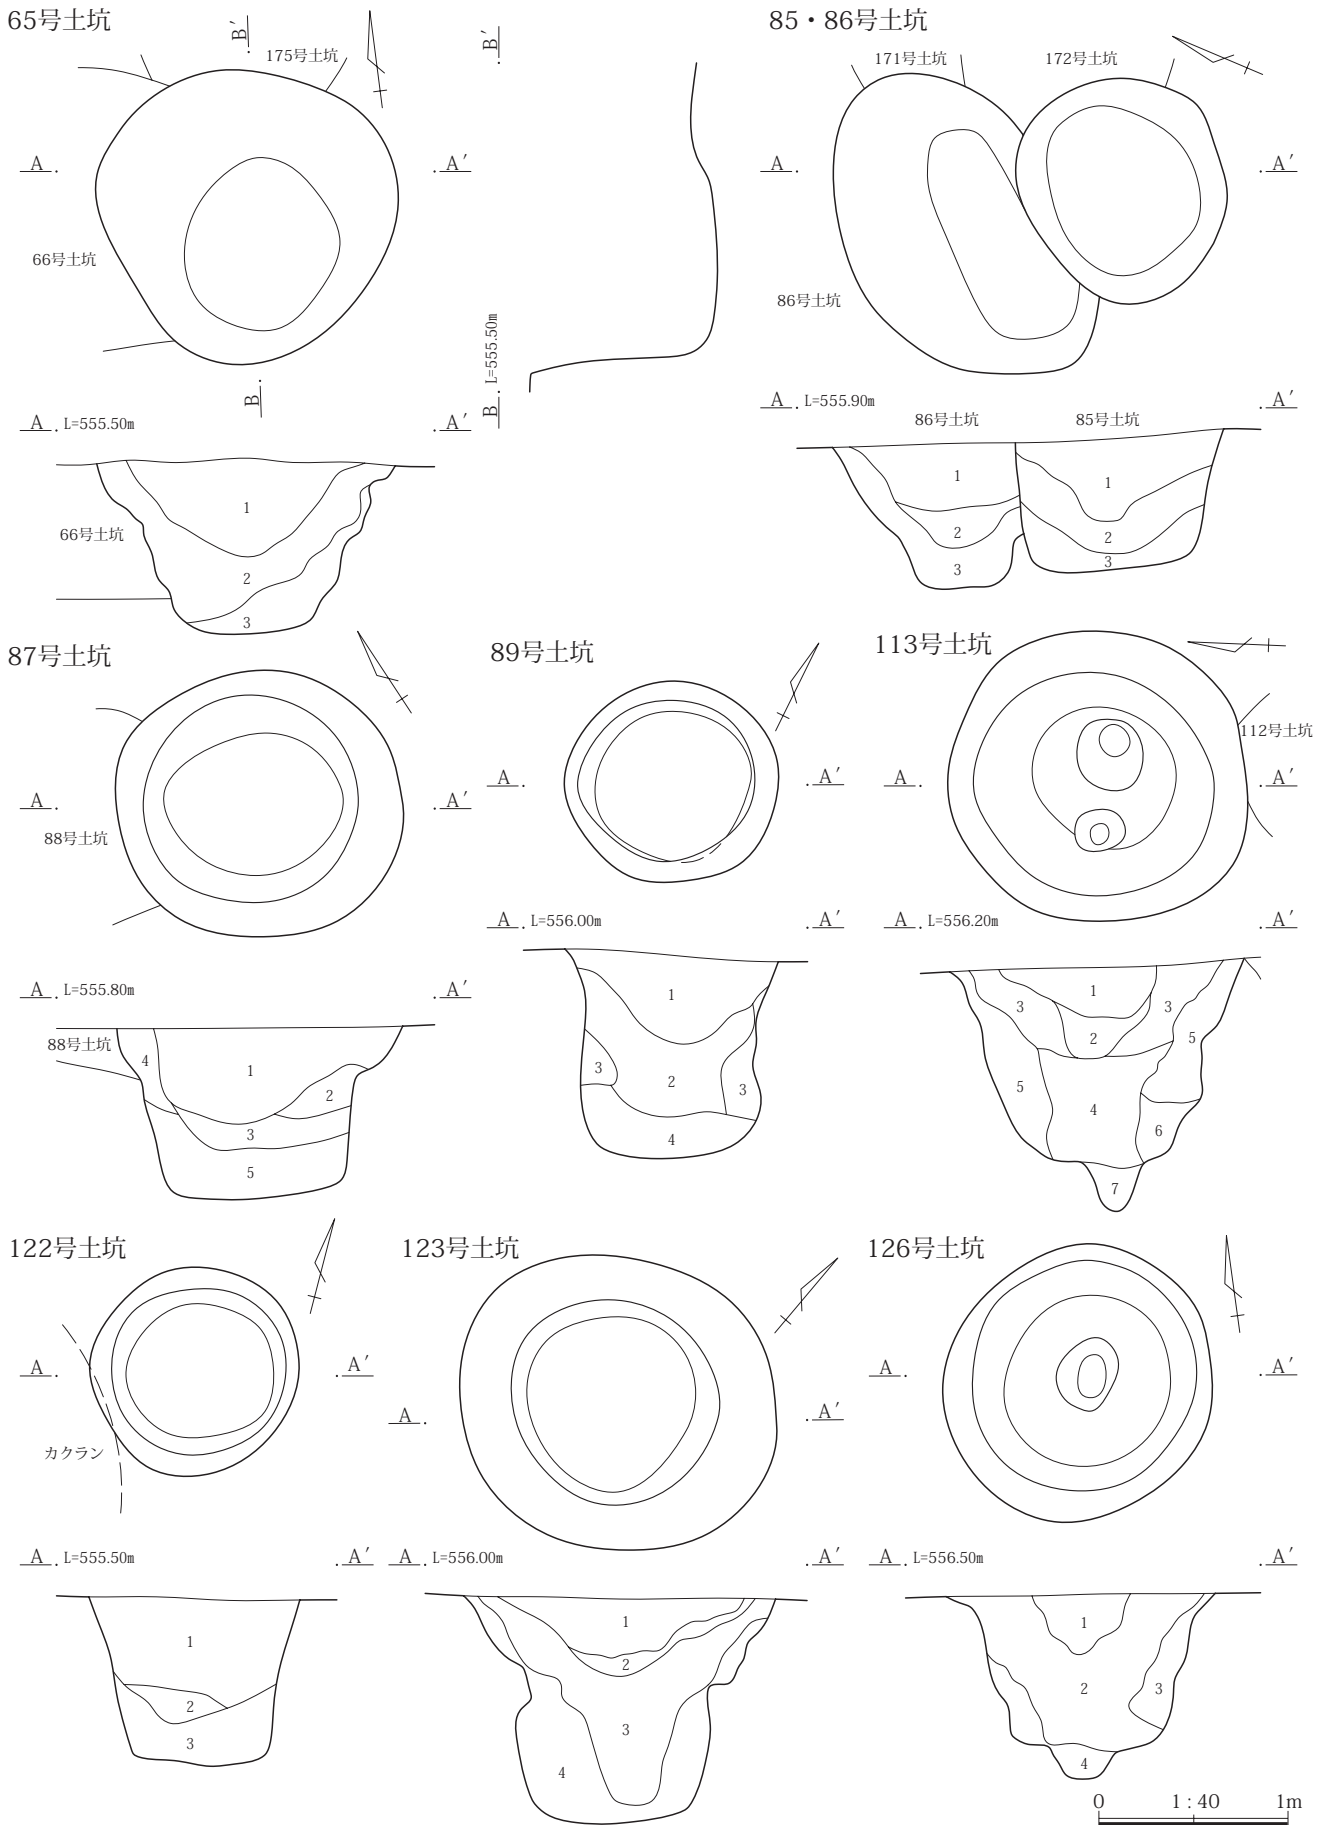 65号土坑
B′
175号土坑
A
A′
66号土坑
B
B′
B L=555.50m
A L=555.50m
A′
66号土坑
1
2
3
85・86号土坑
171号土坑
172号土坑
A
A′
86号土坑
A L=555.90m
A′
86号土坑
85号土坑
1
2
3
1
2
3
87号土坑
A
A′
88号土坑
A L=555.80m
A′
88号土坑
4
1
2
3
5
89号土坑
A
A′
A L=556.00m
A′
1
2
3
3
4
113号土坑
112号土坑
A
A′
A L=556.20m
A′
1
2
3
3
5
5
4
6
7
122号土坑
A
A′
カクラン
A L=555.50m
A′
1
2
3
123号土坑
A
A′
A L=556.00m
A′
1
2
3
4
126号土坑
A
A′
A L=556.50m
A′
1
2
3
4
0 1:40 1m